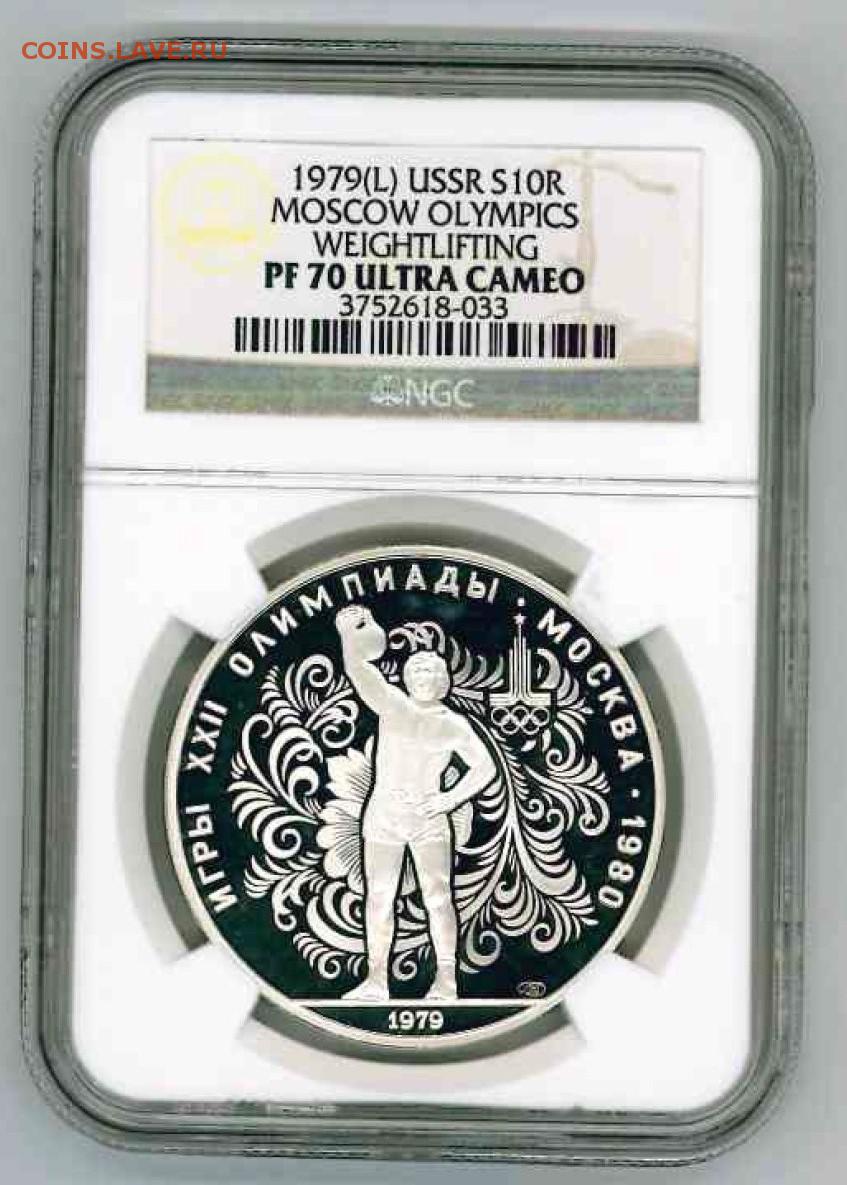 COINS.LAVE.RU
1979(L) USSR S10R
MOSCOW OLYMPICS
WEIGHTLIFTING
PF 70 ULTRA CAMEO
3752618-033
NGC
ИГРЫ XXII ОЛИМПИАДЫ · МОСКВА · 1980
1979